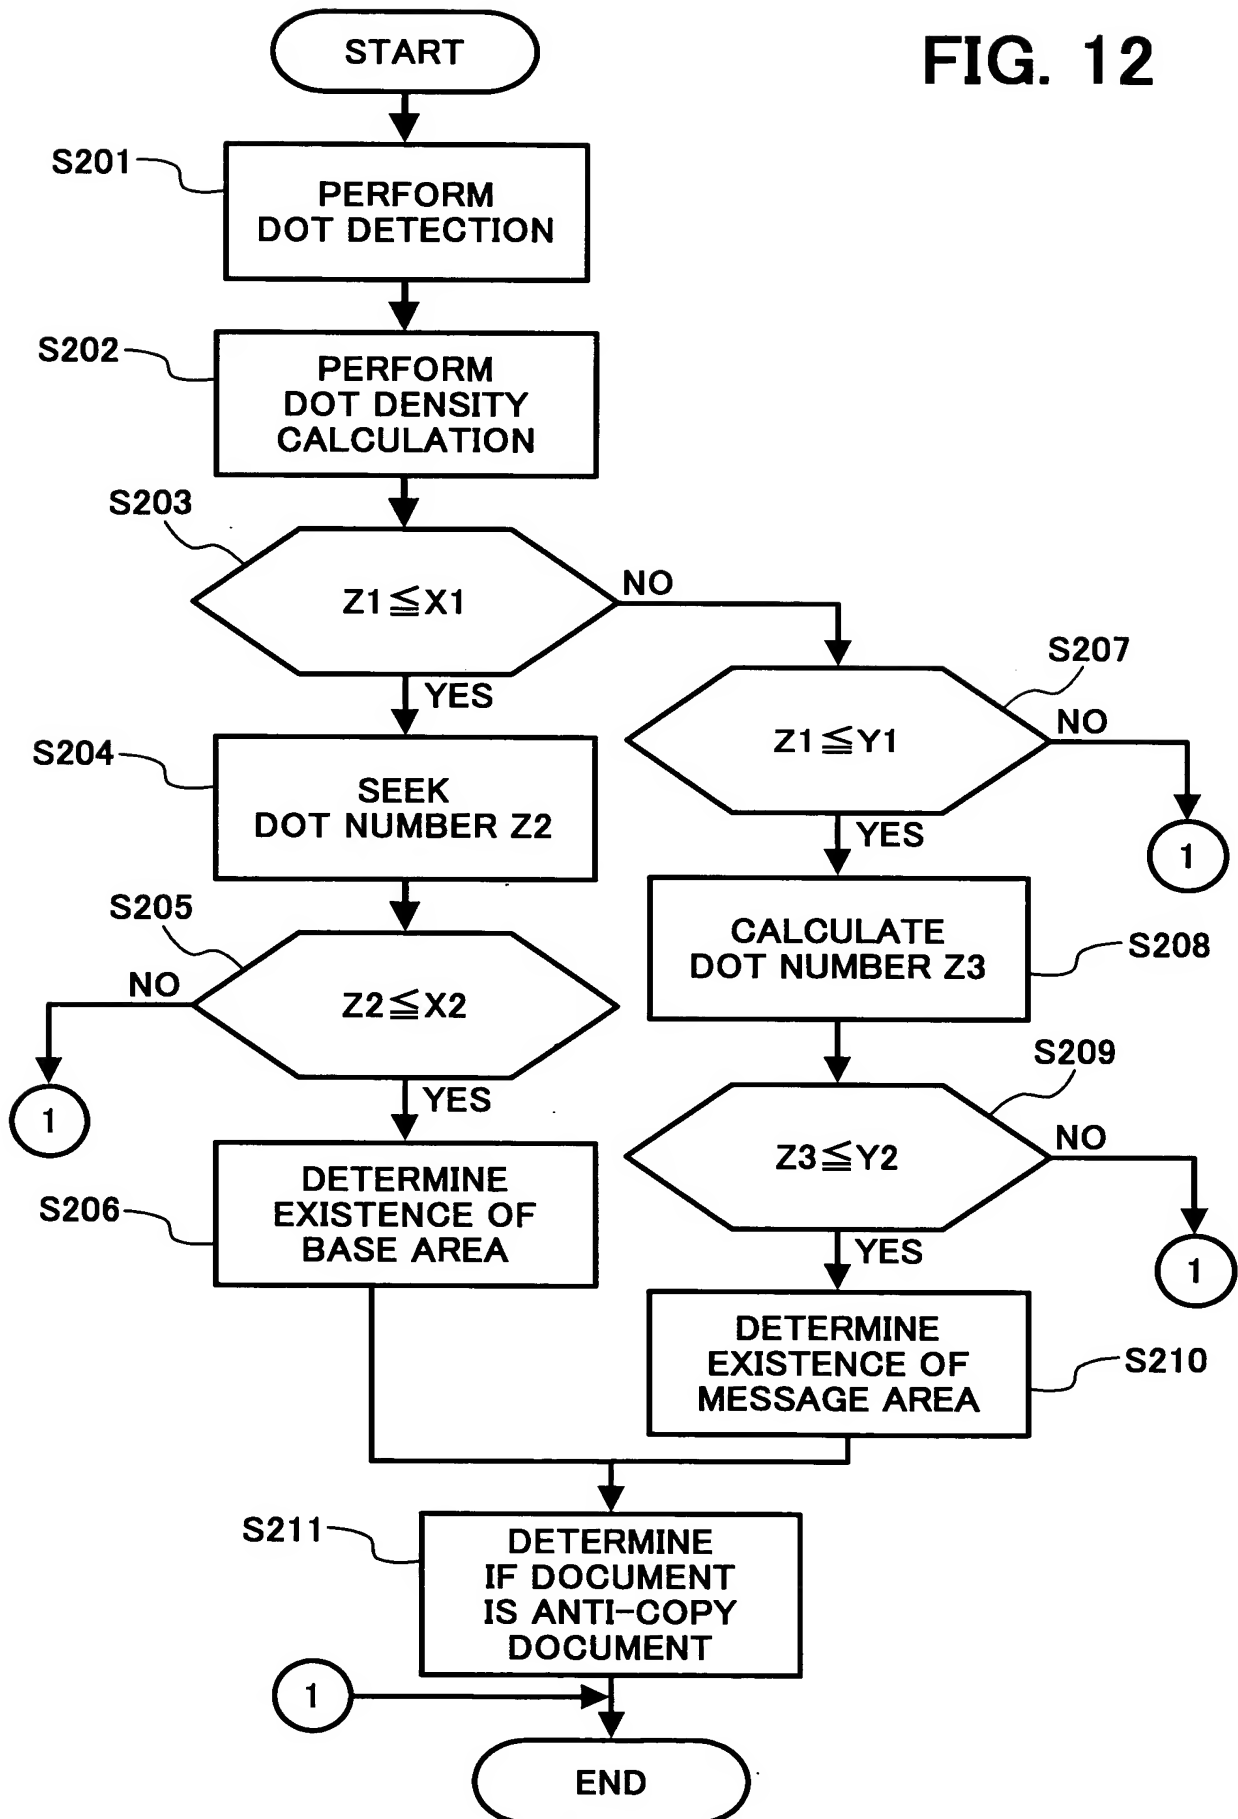 FIG. 12
START
S201
PERFORM
DOT DETECTION
S202
PERFORM
DOT DENSITY
CALCULATION
S203
Z1≦X1
NO
YES
S207
Z1≦Y1
NO
YES
1
S204
SEEK
DOT NUMBER Z2
S208
CALCULATE
DOT NUMBER Z3
S205
Z2≦X2
NO
YES
1
S209
Z3≦Y2
NO
YES
1
S206
DETERMINE
EXISTENCE OF
BASE AREA
S210
DETERMINE
EXISTENCE OF
MESSAGE AREA
S211
DETERMINE
IF DOCUMENT
IS ANTI-COPY
DOCUMENT
1
END